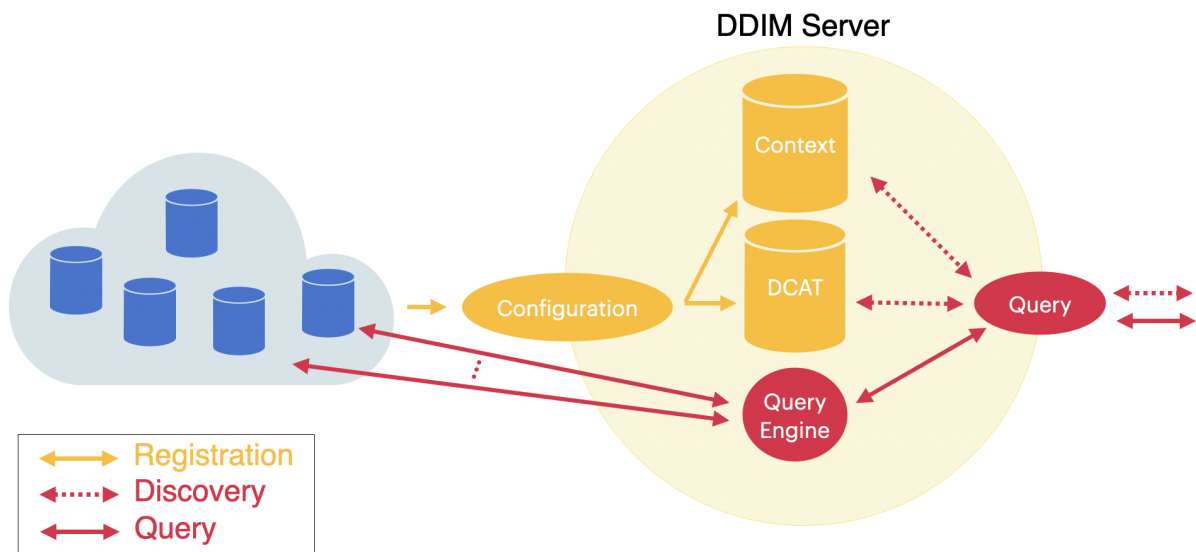 DDIM Server
Context
DCAT
Configuration
Query
Query
Engine
Registration
Discovery
Query